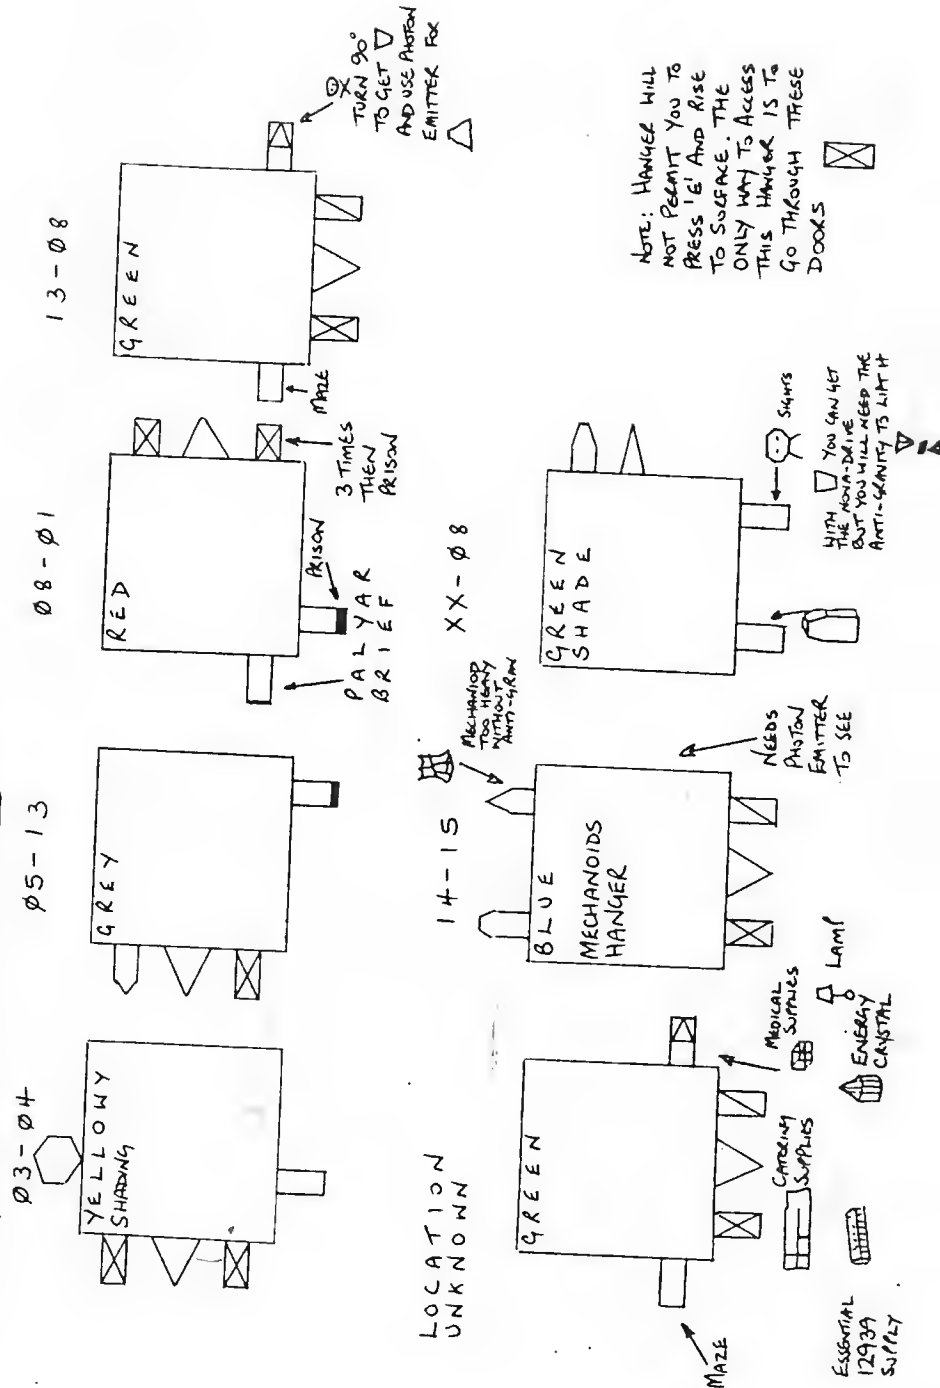 03-04
YELLOWY
SHADING
05-13
GREY
08-01
RED
3 TIMES
THEN
PRISON
PRISON
PALYAR
BRIEF
13-08
GREEN
MAZE
TURN 90°
TO GET
AND USE PHOTON
EMITTER FOR
LOCATION
UNKNOWN
GREEN
MAZE
MEDICAL
SUPPLIES
CATERING
SUPPLIES
LAMP
ENERGY
CRYSTAL
ESSENTIAL
12939
SUPPLY
14-15
BLUE
MECHANOIDS
HANGER
MECHANIOD
TOO HEAVY
WITHOUT
ANTI-GRAV
NEEDS
PHOTON
EMITTER
TO SEE
XX-08
GREEN
SHADE
SIGHTS
WITH YOU CAN GET
THE NOVA-DRIVE
BUT YOU WILL NEED THE
ANTI-GRAVITY TO
NOTE: HANGER WILL
NOT PERMIT YOU TO
PRESS 'E' AND RISE
TO SURFACE. THE
ONLY WAY TO ACCESS
THIS HANGER IS TO
GO THROUGH THESE
DOORS